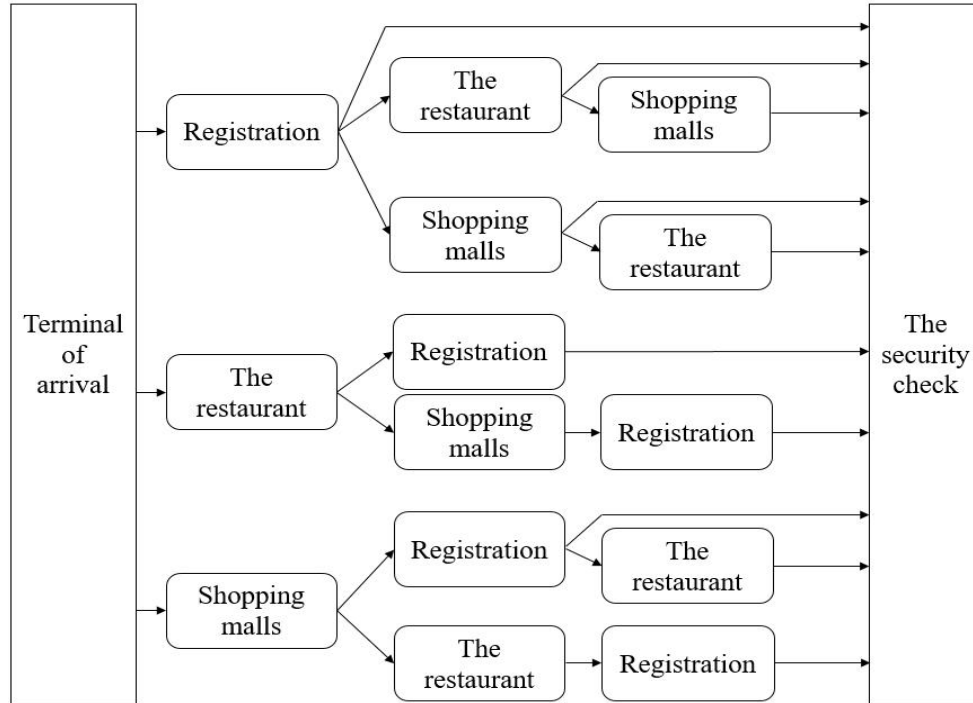 Terminal
of
arrival
Registration
The
restaurant
Shopping
malls
Shopping
malls
The
restaurant
The
restaurant
Registration
Shopping
malls
Registration
Shopping
malls
Registration
The
restaurant
The
restaurant
Registration
The
security
check